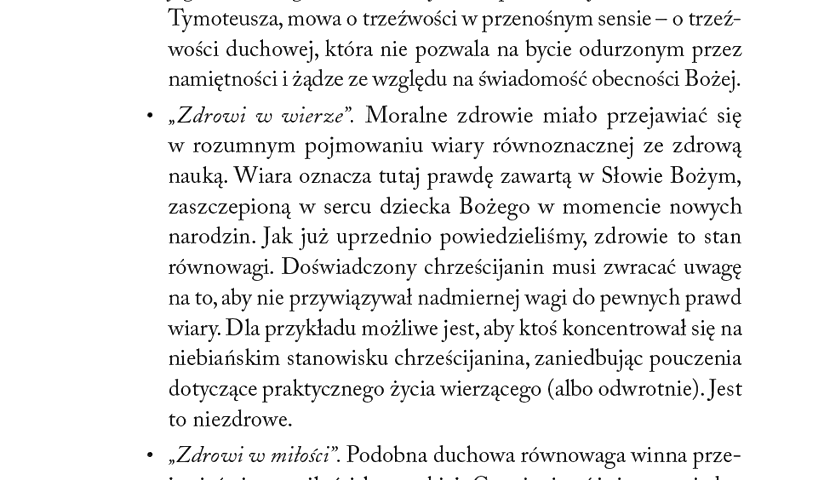 Tymoteusza, mowa o trzeźwości w przenośnym sensie – o trzeź-
wości duchowej, która nie pozwala na bycie odurzonym przez
namiętności i żądze ze względu na świadomość obecności Bożej.
• „Zdrowi w wierze”. Moralne zdrowie miało przejawiać się
w rozumnym pojmowaniu wiary równoznacznej ze zdrową
nauką. Wiara oznacza tutaj prawdę zawartą w Słowie Bożym,
zaszczepioną w sercu dziecka Bożego w momencie nowych
narodzin. Jak już uprzednio powiedzieliśmy, zdrowie to stan
równowagi. Doświadczony chrześcijanin musi zwracać uwagę
na to, aby nie przywiązywał nadmiernej wagi do pewnych prawd
wiary. Dla przykładu możliwe jest, aby ktoś koncentrował się na
niebiańskim stanowisku chrześcijanina, zaniedbując pouczenia
dotyczące praktycznego życia wierzącego (albo odwrotnie). Jest
to niezdrowe.
• „Zdrowi w miłości”. Podobna duchowa równowaga winna prze-